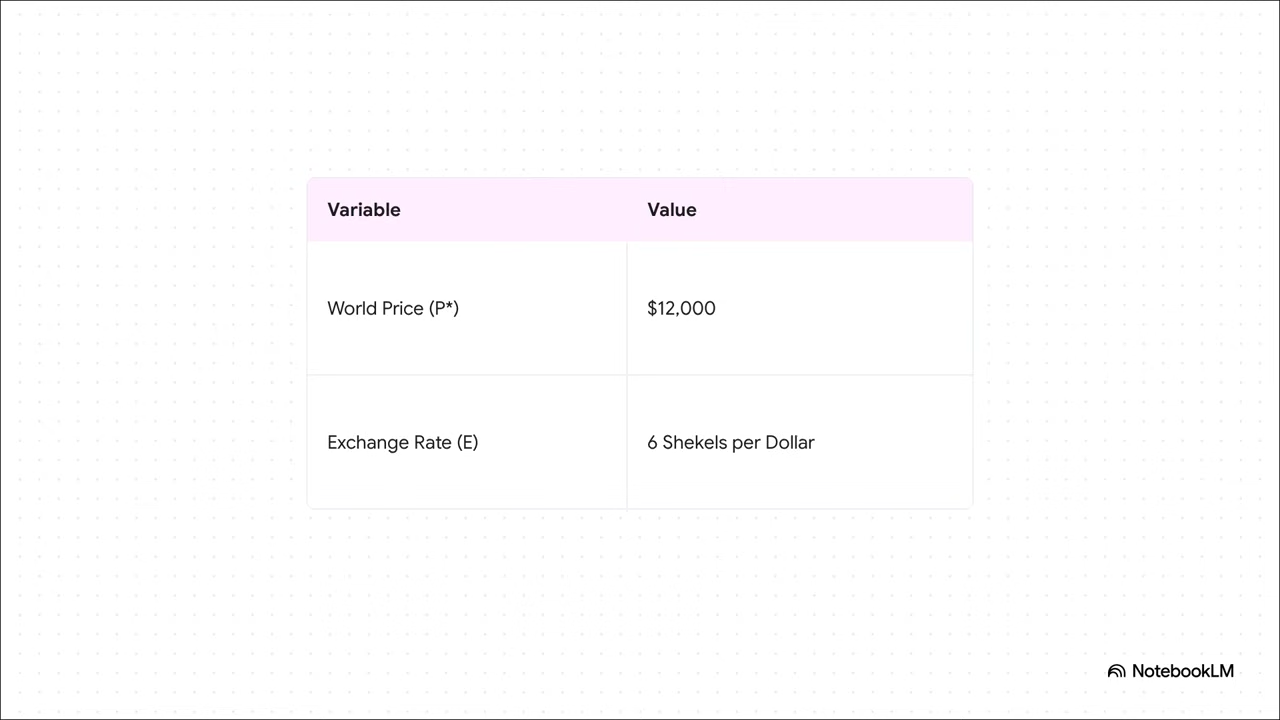 Variable Value
World Price (P*) $12,000
Exchange Rate (E) 6 Shekels per Dollar
NotebookLM